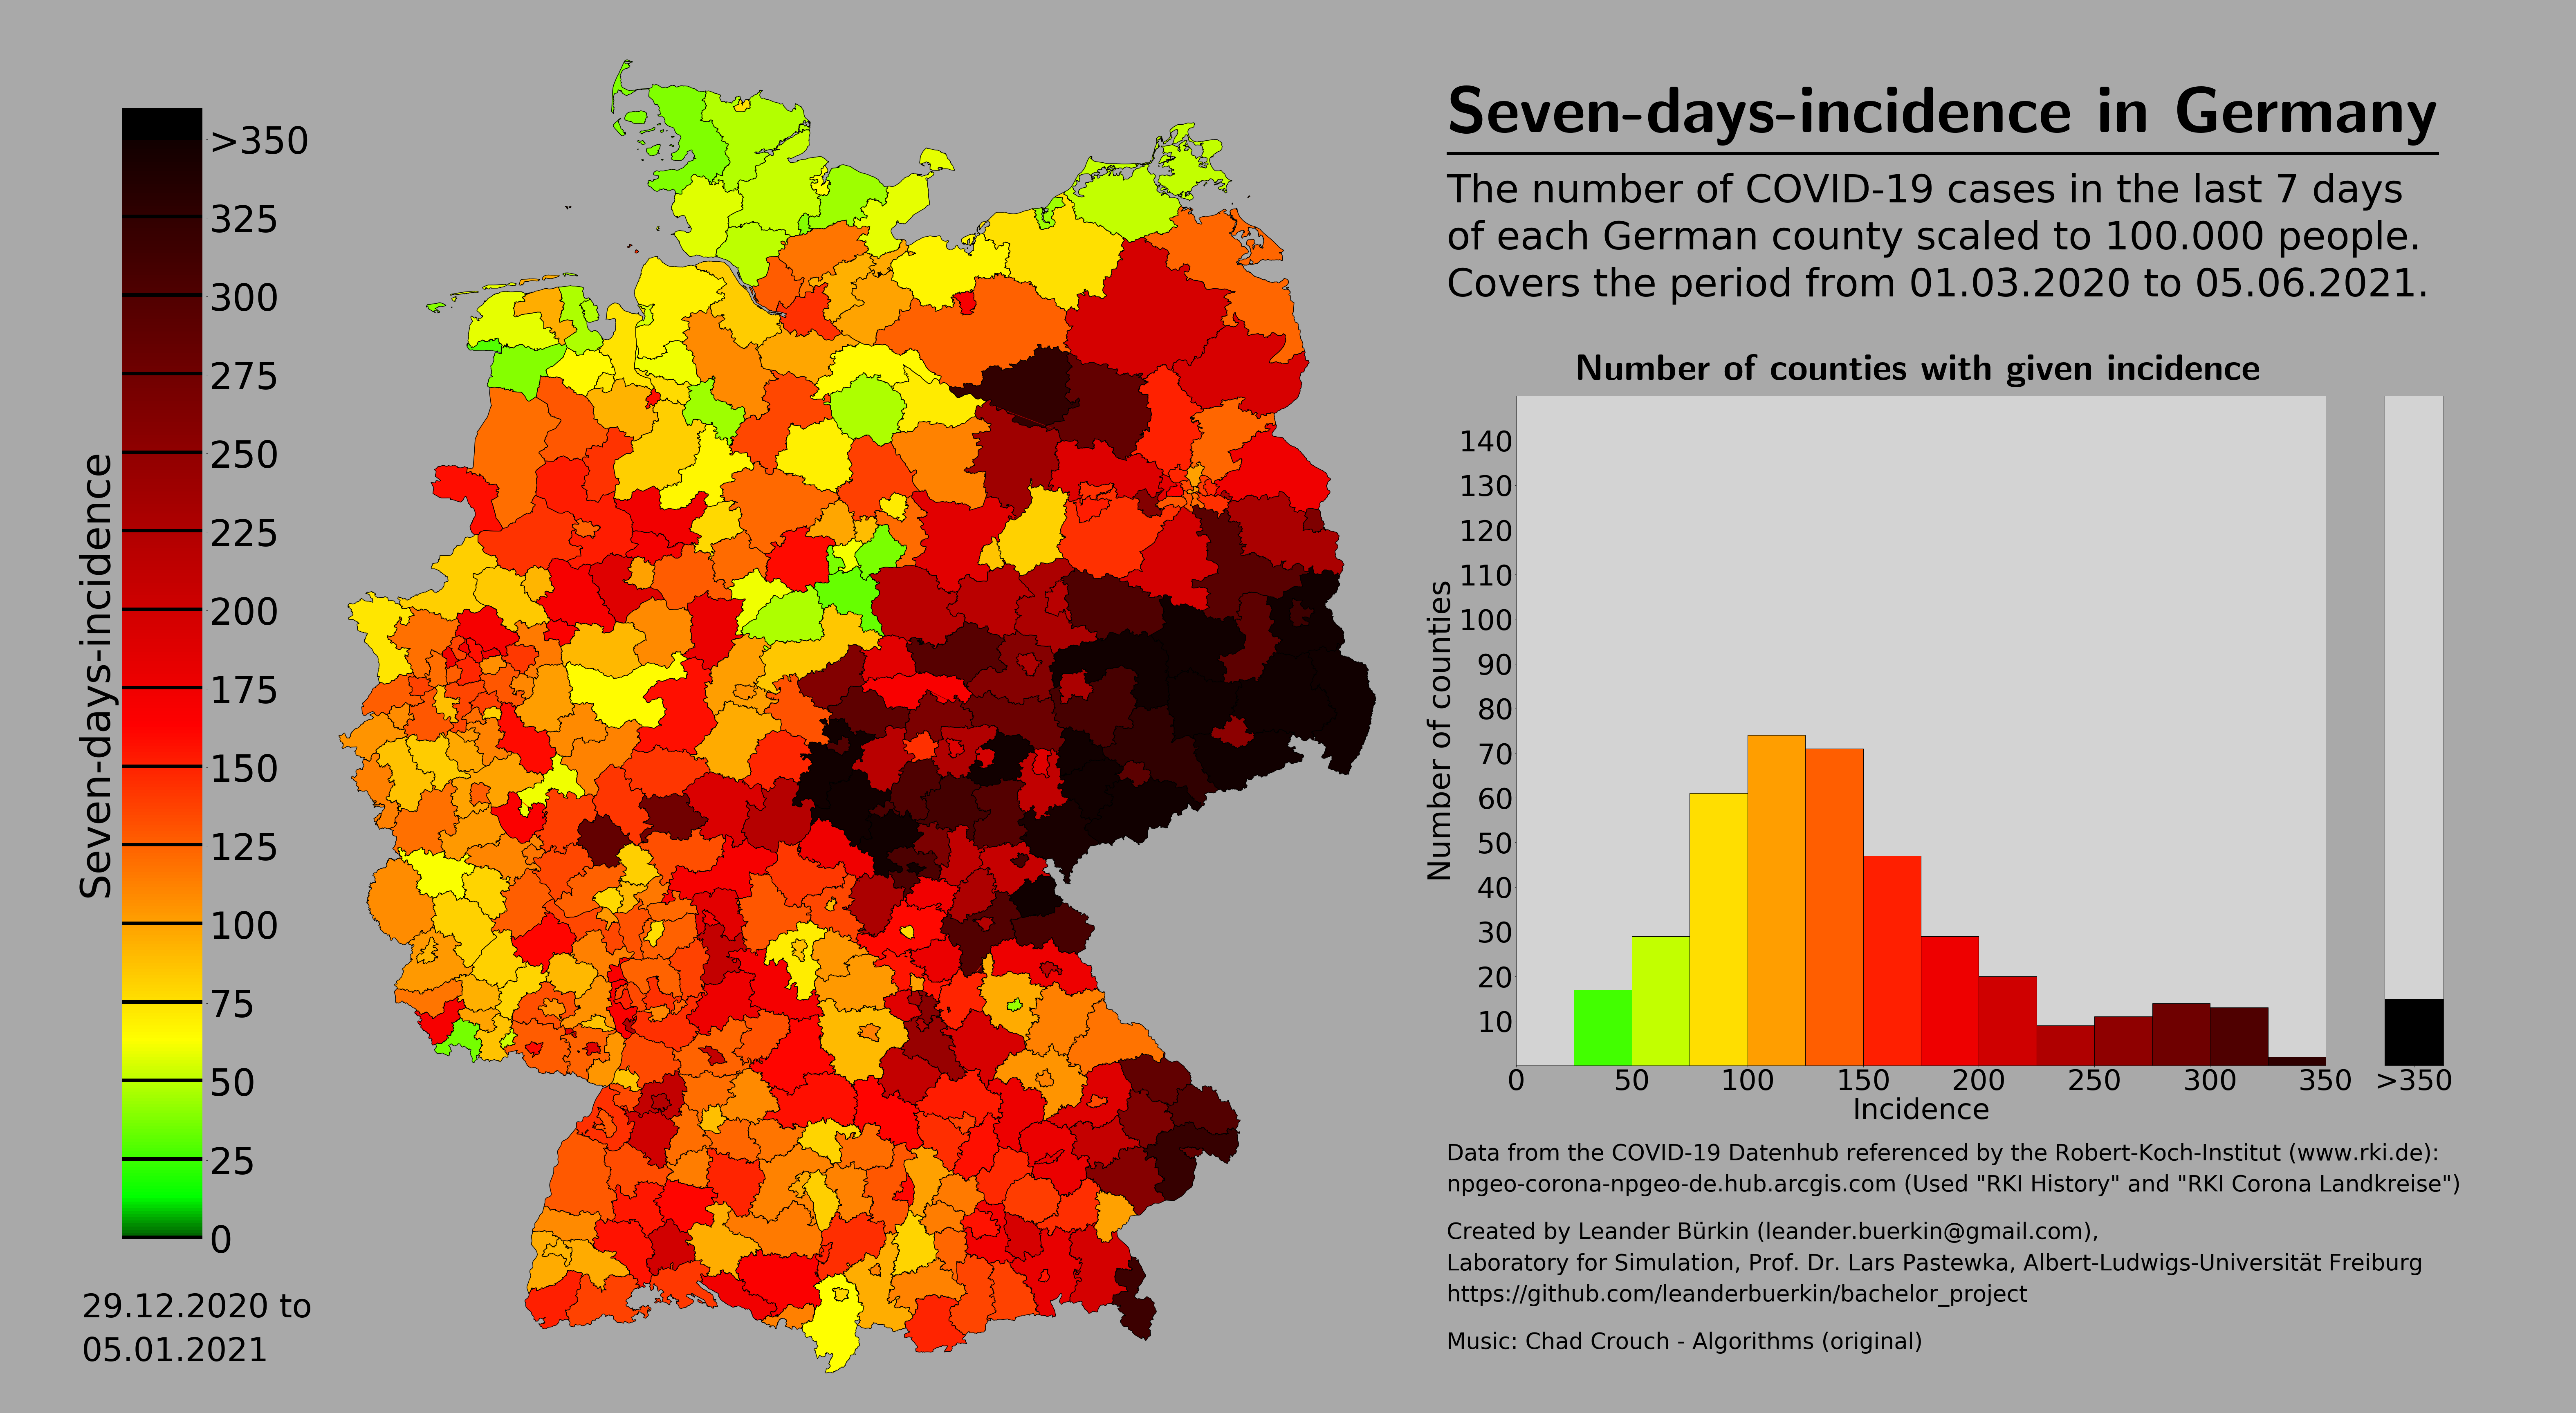 Seven-days-incidence in Germany
The number of COVID-19 cases in the last 7 days
of each German county scaled to 100.000 people.
Covers the period from 01.03.2020 to 05.06.2021.
Seven-days-incidence
>350
325
300
275
250
225
200
175
150
125
100
75
50
25
0
29.12.2020 to
05.01.2021
Number of counties with given incidence
Number of counties
140
130
120
110
100
90
80
70
60
50
40
30
20
10
0 50 100 150 200 250 300 350 >350
Incidence
Data from the COVID-19 Datenhub referenced by the Robert-Koch-Institut (www.rki.de):
npgeo-corona-npgeo-de.hub.arcgis.com (Used "RKI History" and "RKI Corona Landkreise")
Created by Leander Bürkin (leander.buerkin@gmail.com),
Laboratory for Simulation, Prof. Dr. Lars Pastewka, Albert-Ludwigs-Universität Freiburg
https://github.com/leanderbuerkin/bachelor_project
Music: Chad Crouch - Algorithms (original)